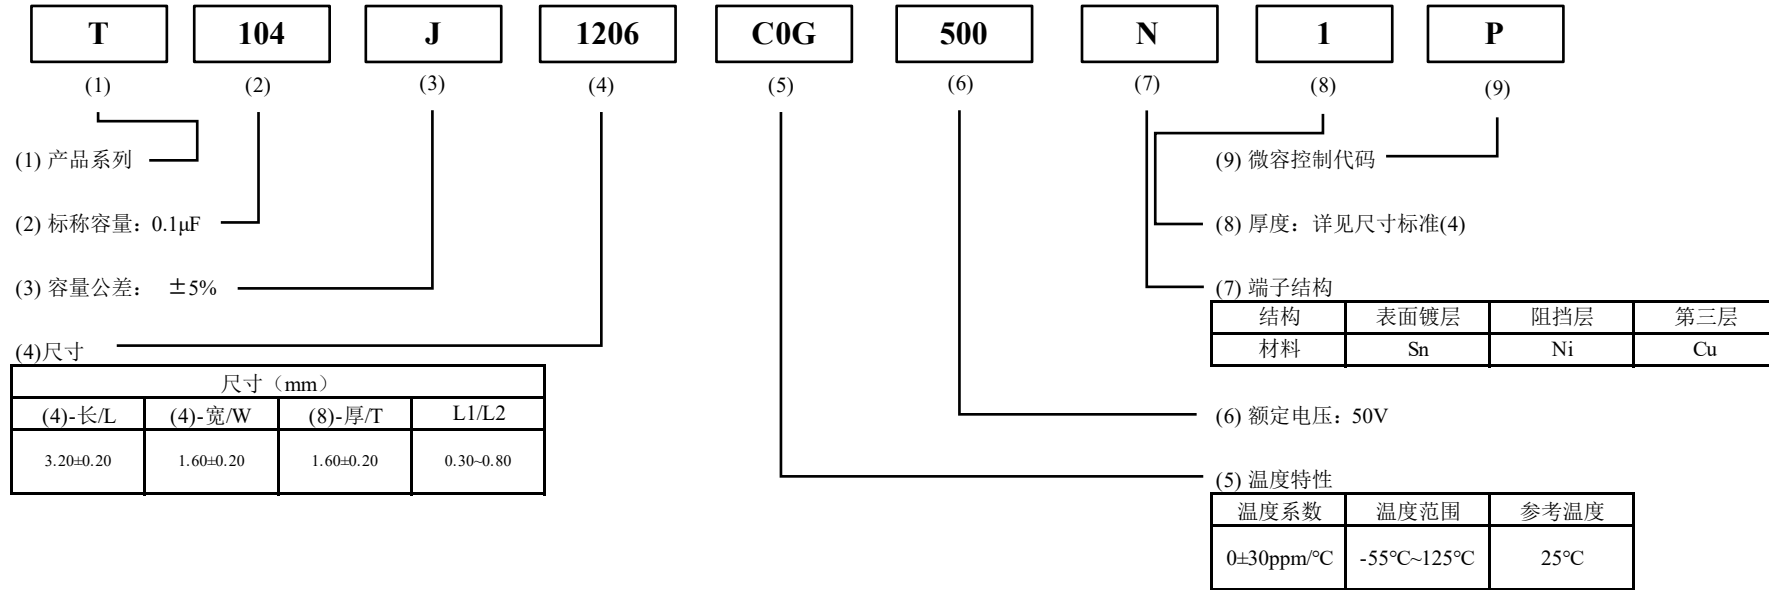 T 104 J 1206 C0G 500 N 1 P
(1) (2) (3) (4) (5) (6) (7) (8) (9)
(1) 产品系列
(2) 标称容量：0.1μF
(3) 容量公差： ±5%
(4)尺寸
尺寸（mm）
(4)-长/L (4)-宽/W (8)-厚/T L1/L2
3.20±0.20 1.60±0.20 1.60±0.20 0.30~0.80
(9) 微容控制代码
(8) 厚度：详见尺寸标准(4)
(7) 端子结构
结构 表面镀层 阻挡层 第三层
材料 Sn Ni Cu
(6) 额定电压：50V
(5) 温度特性
温度系数 温度范围 参考温度
0±30ppm/℃ -55℃~125℃ 25℃